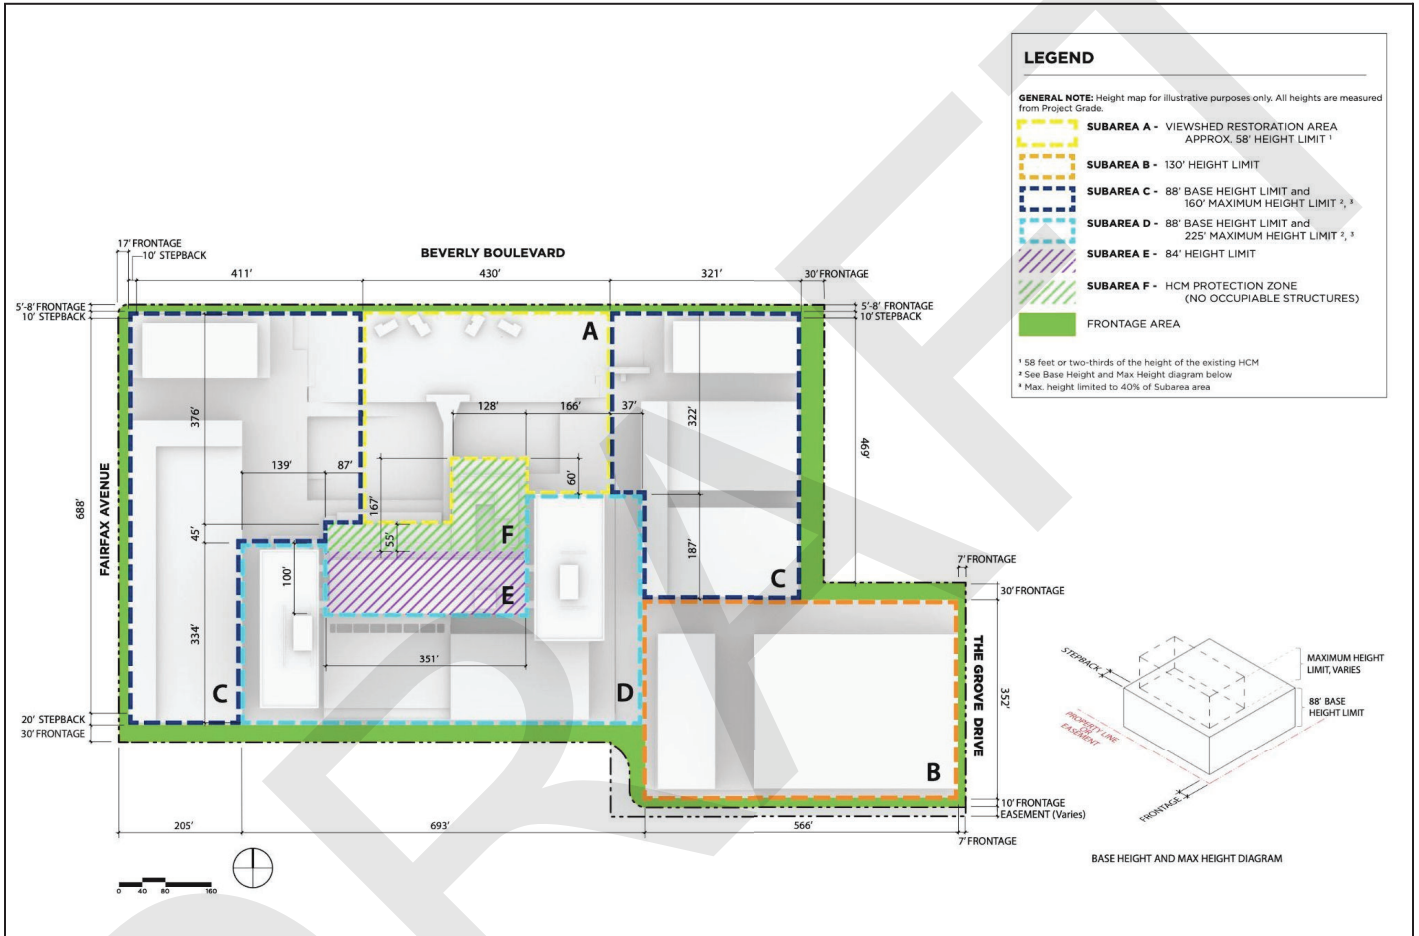 LEGEND
GENERAL NOTE: Height map for illustrative purposes only. All heights are measured
from Project Grade.
SUBAREA A - VIEWSHED RESTORATION AREA
APPROX. 58' HEIGHT LIMIT ¹
SUBAREA B - 130' HEIGHT LIMIT
SUBAREA C - 88' BASE HEIGHT LIMIT and
160' MAXIMUM HEIGHT LIMIT ², ³
SUBAREA D - 88' BASE HEIGHT LIMIT and
225' MAXIMUM HEIGHT LIMIT ², ³
SUBAREA E - 84' HEIGHT LIMIT
SUBAREA F - HCM PROTECTION ZONE
(NO OCCUPIABLE STRUCTURES)
FRONTAGE AREA
¹ 58 feet or two-thirds of the height of the existing HCM
² See Base Height and Max Height diagram below
³ Max. height limited to 40% of Subarea area
17' FRONTAGE
10' STEPBACK
BEVERLY BOULEVARD
411'
430'
321'
30' FRONTAGE
5'-8' FRONTAGE
10' STEPBACK
5'-8' FRONTAGE
10' STEPBACK
A
376'
128'
166'
37'
322'
469'
139'
87'
167'
60'
688'
FAIRFAX AVENUE
45'
55'
F
187'
100'
E
C
7' FRONTAGE
30' FRONTAGE
334'
351'
C
D
THE GROVE DRIVE
352'
20' STEPBACK
30' FRONTAGE
B
10' FRONTAGE
EASEMENT (Varies)
205'
693'
566'
7' FRONTAGE
0 40 80 160
STEPBACK
MAXIMUM HEIGHT
LIMIT, VARIES
88' BASE
HEIGHT LIMIT
PROPERTY LINE
OR
EASEMENT
FRONTAGE
BASE HEIGHT AND MAX HEIGHT DIAGRAM
DRAFT